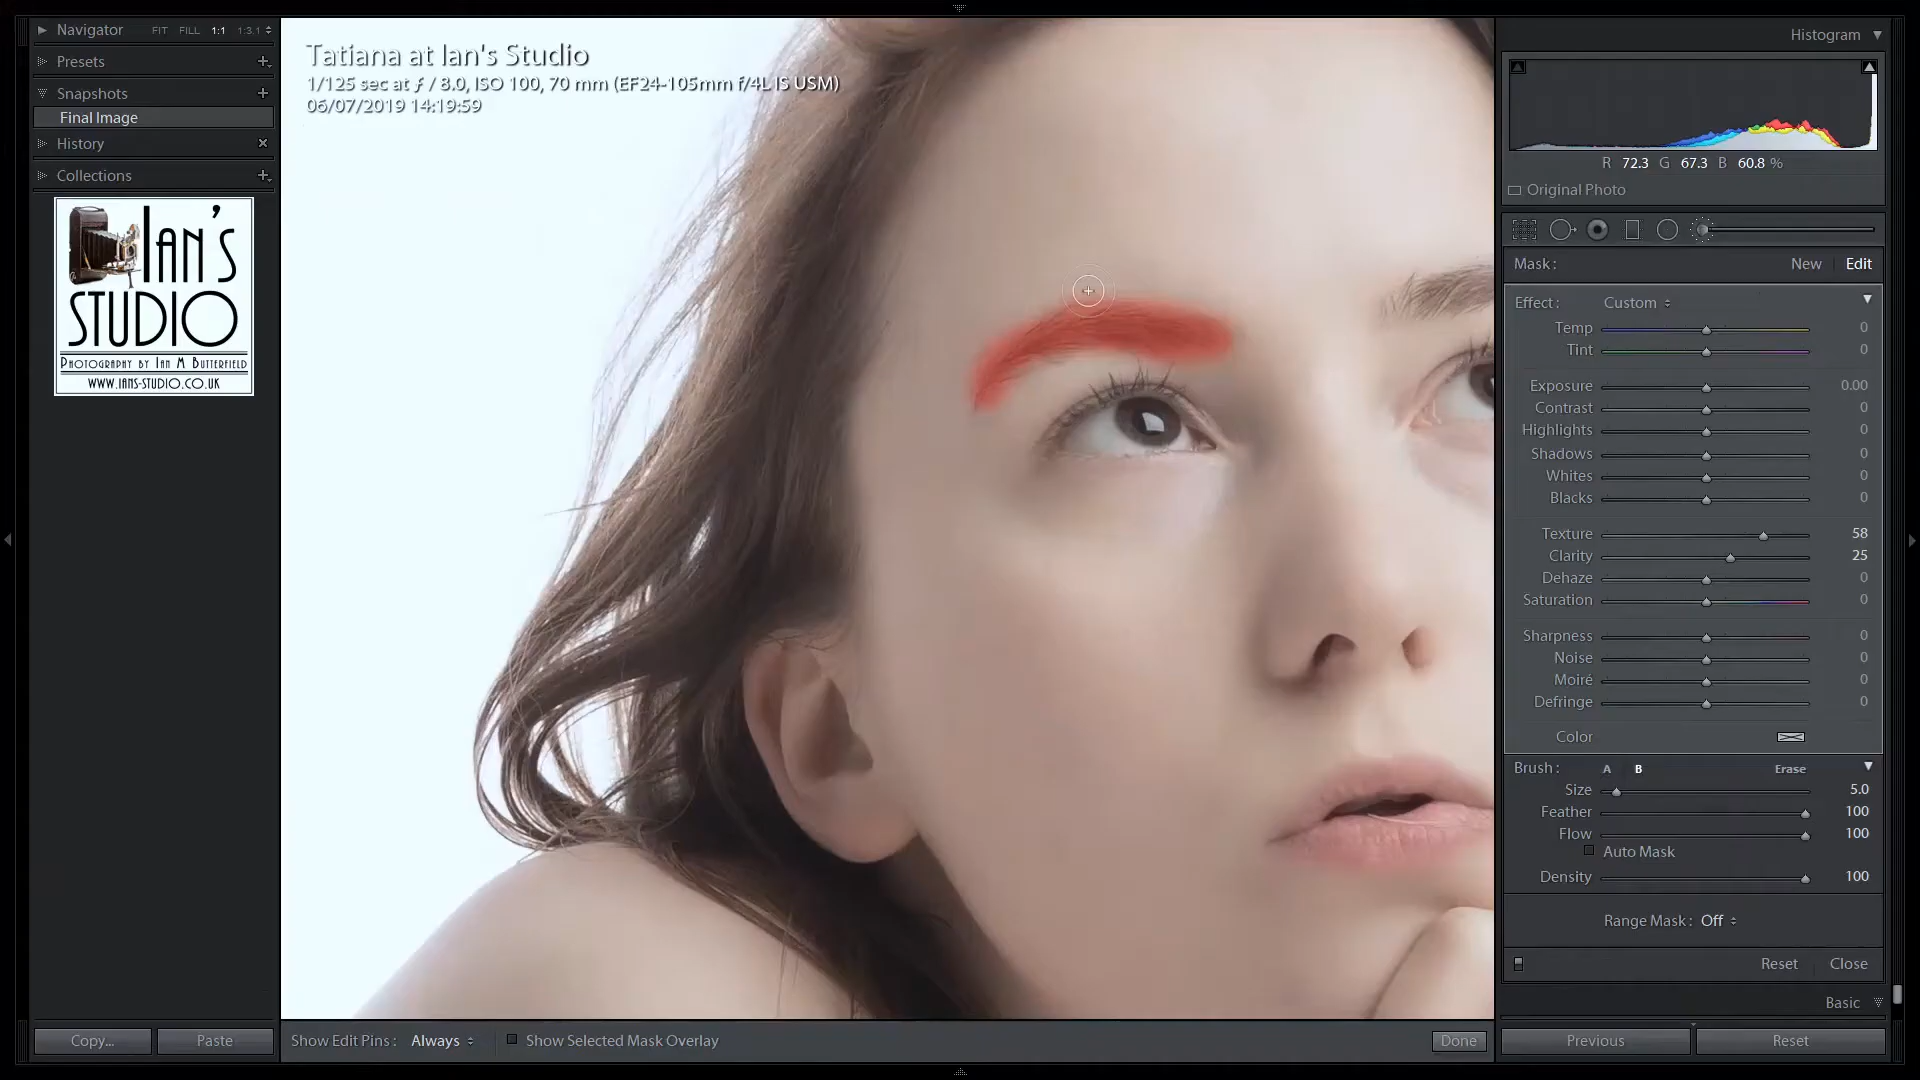 Navigator FIT FILL 1:1 1:3.1
Presets
Snapshots
Final Image
History
Collections
IAN'S
STUDIO
PHOTOGRAPHY BY IAN M BUTTERFIELD
WWW.IANS-STUDIO.CO.UK
Copy... Paste
Tatiana at Ian's Studio
1/125 sec at ƒ / 8.0, ISO 100, 70 mm (EF24-105mm f/4L IS USM)
06/07/2019 14:19:59
Show Edit Pins : Always Show Selected Mask Overlay Done
Histogram
R 72.3 G 67.3 B 60.8 %
Original Photo
Mask : New Edit
Effect : Custom
Temp 0
Tint 0
Exposure 0.00
Contrast 0
Highlights 0
Shadows 0
Whites 0
Blacks 0
Texture 58
Clarity 25
Dehaze 0
Saturation 0
Sharpness 0
Noise 0
Moiré 0
Defringe 0
Color
Brush : A B Erase
Size 5.0
Feather 100
Flow 100
Auto Mask
Density 100
Range Mask : Off
Reset Close
Basic
Previous Reset